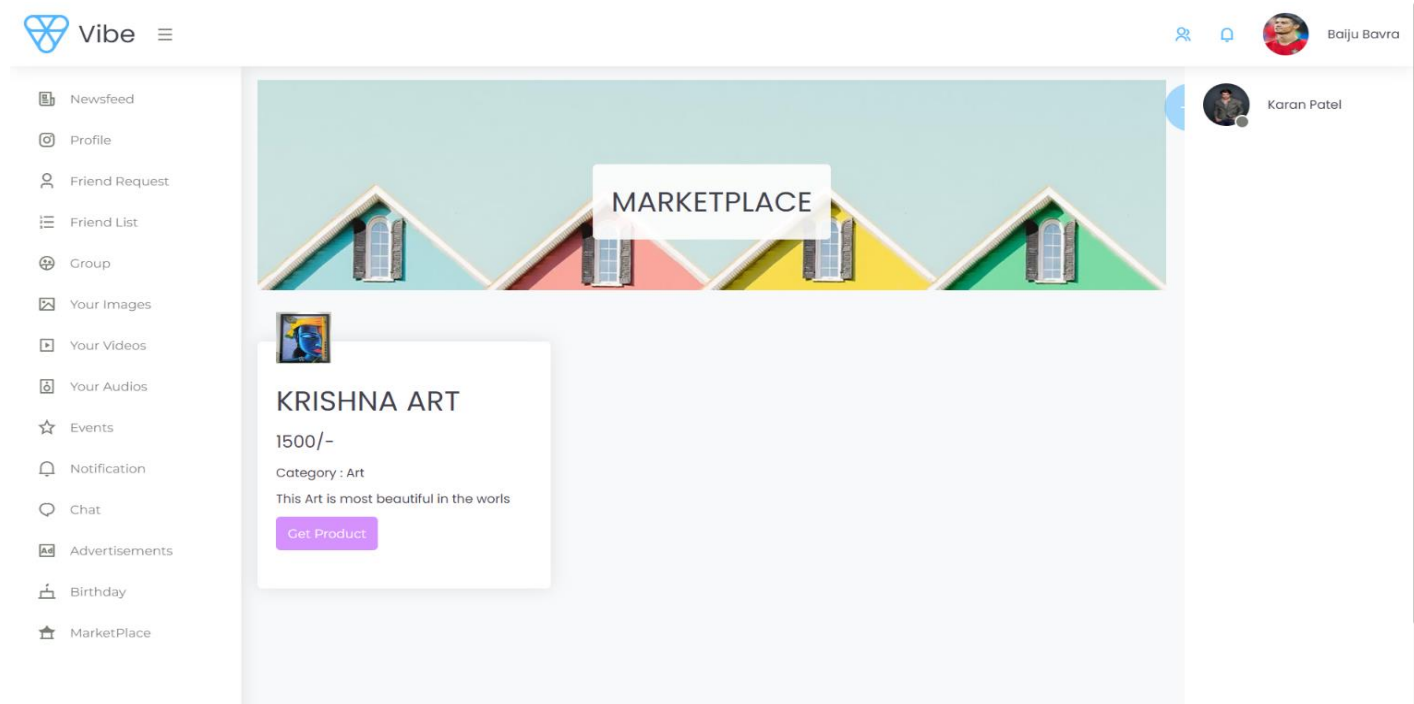 Vibe
Baiju Bavra
Newsfeed
Profile
Friend Request
Friend List
Group
Your Images
Your Videos
Your Audios
Events
Notification
Chat
Ad Advertisements
Birthday
MarketPlace
MARKETPLACE
KRISHNA ART
1500/-
Category : Art
This Art is most beautiful in the worls
Get Product
Karan Patel